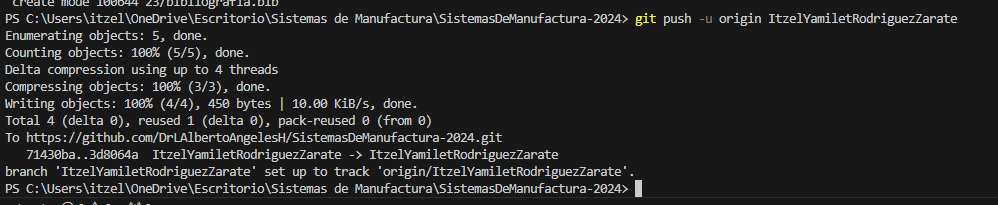 create mode 100644 23/bibliografia.bib
PS C:\Users\itzel\OneDrive\Escritorio\Sistemas de Manufactura\SistemasDeManufactura-2024> git push -u origin ItzelYamiletRodriguezZarate
Enumerating objects: 5, done.
Counting objects: 100% (5/5), done.
Delta compression using up to 4 threads
Compressing objects: 100% (3/3), done.
Writing objects: 100% (4/4), 450 bytes | 10.00 KiB/s, done.
Total 4 (delta 0), reused 1 (delta 0), pack-reused 0 (from 0)
To https://github.com/DrLAlbertoAngelesH/SistemasDeManufactura-2024.git
71430ba..3d8064a  ItzelYamiletRodriguezZarate -> ItzelYamiletRodriguezZarate
branch 'ItzelYamiletRodriguezZarate' set up to track 'origin/ItzelYamiletRodriguezZarate'.
PS C:\Users\itzel\OneDrive\Escritorio\Sistemas de Manufactura\SistemasDeManufactura-2024>